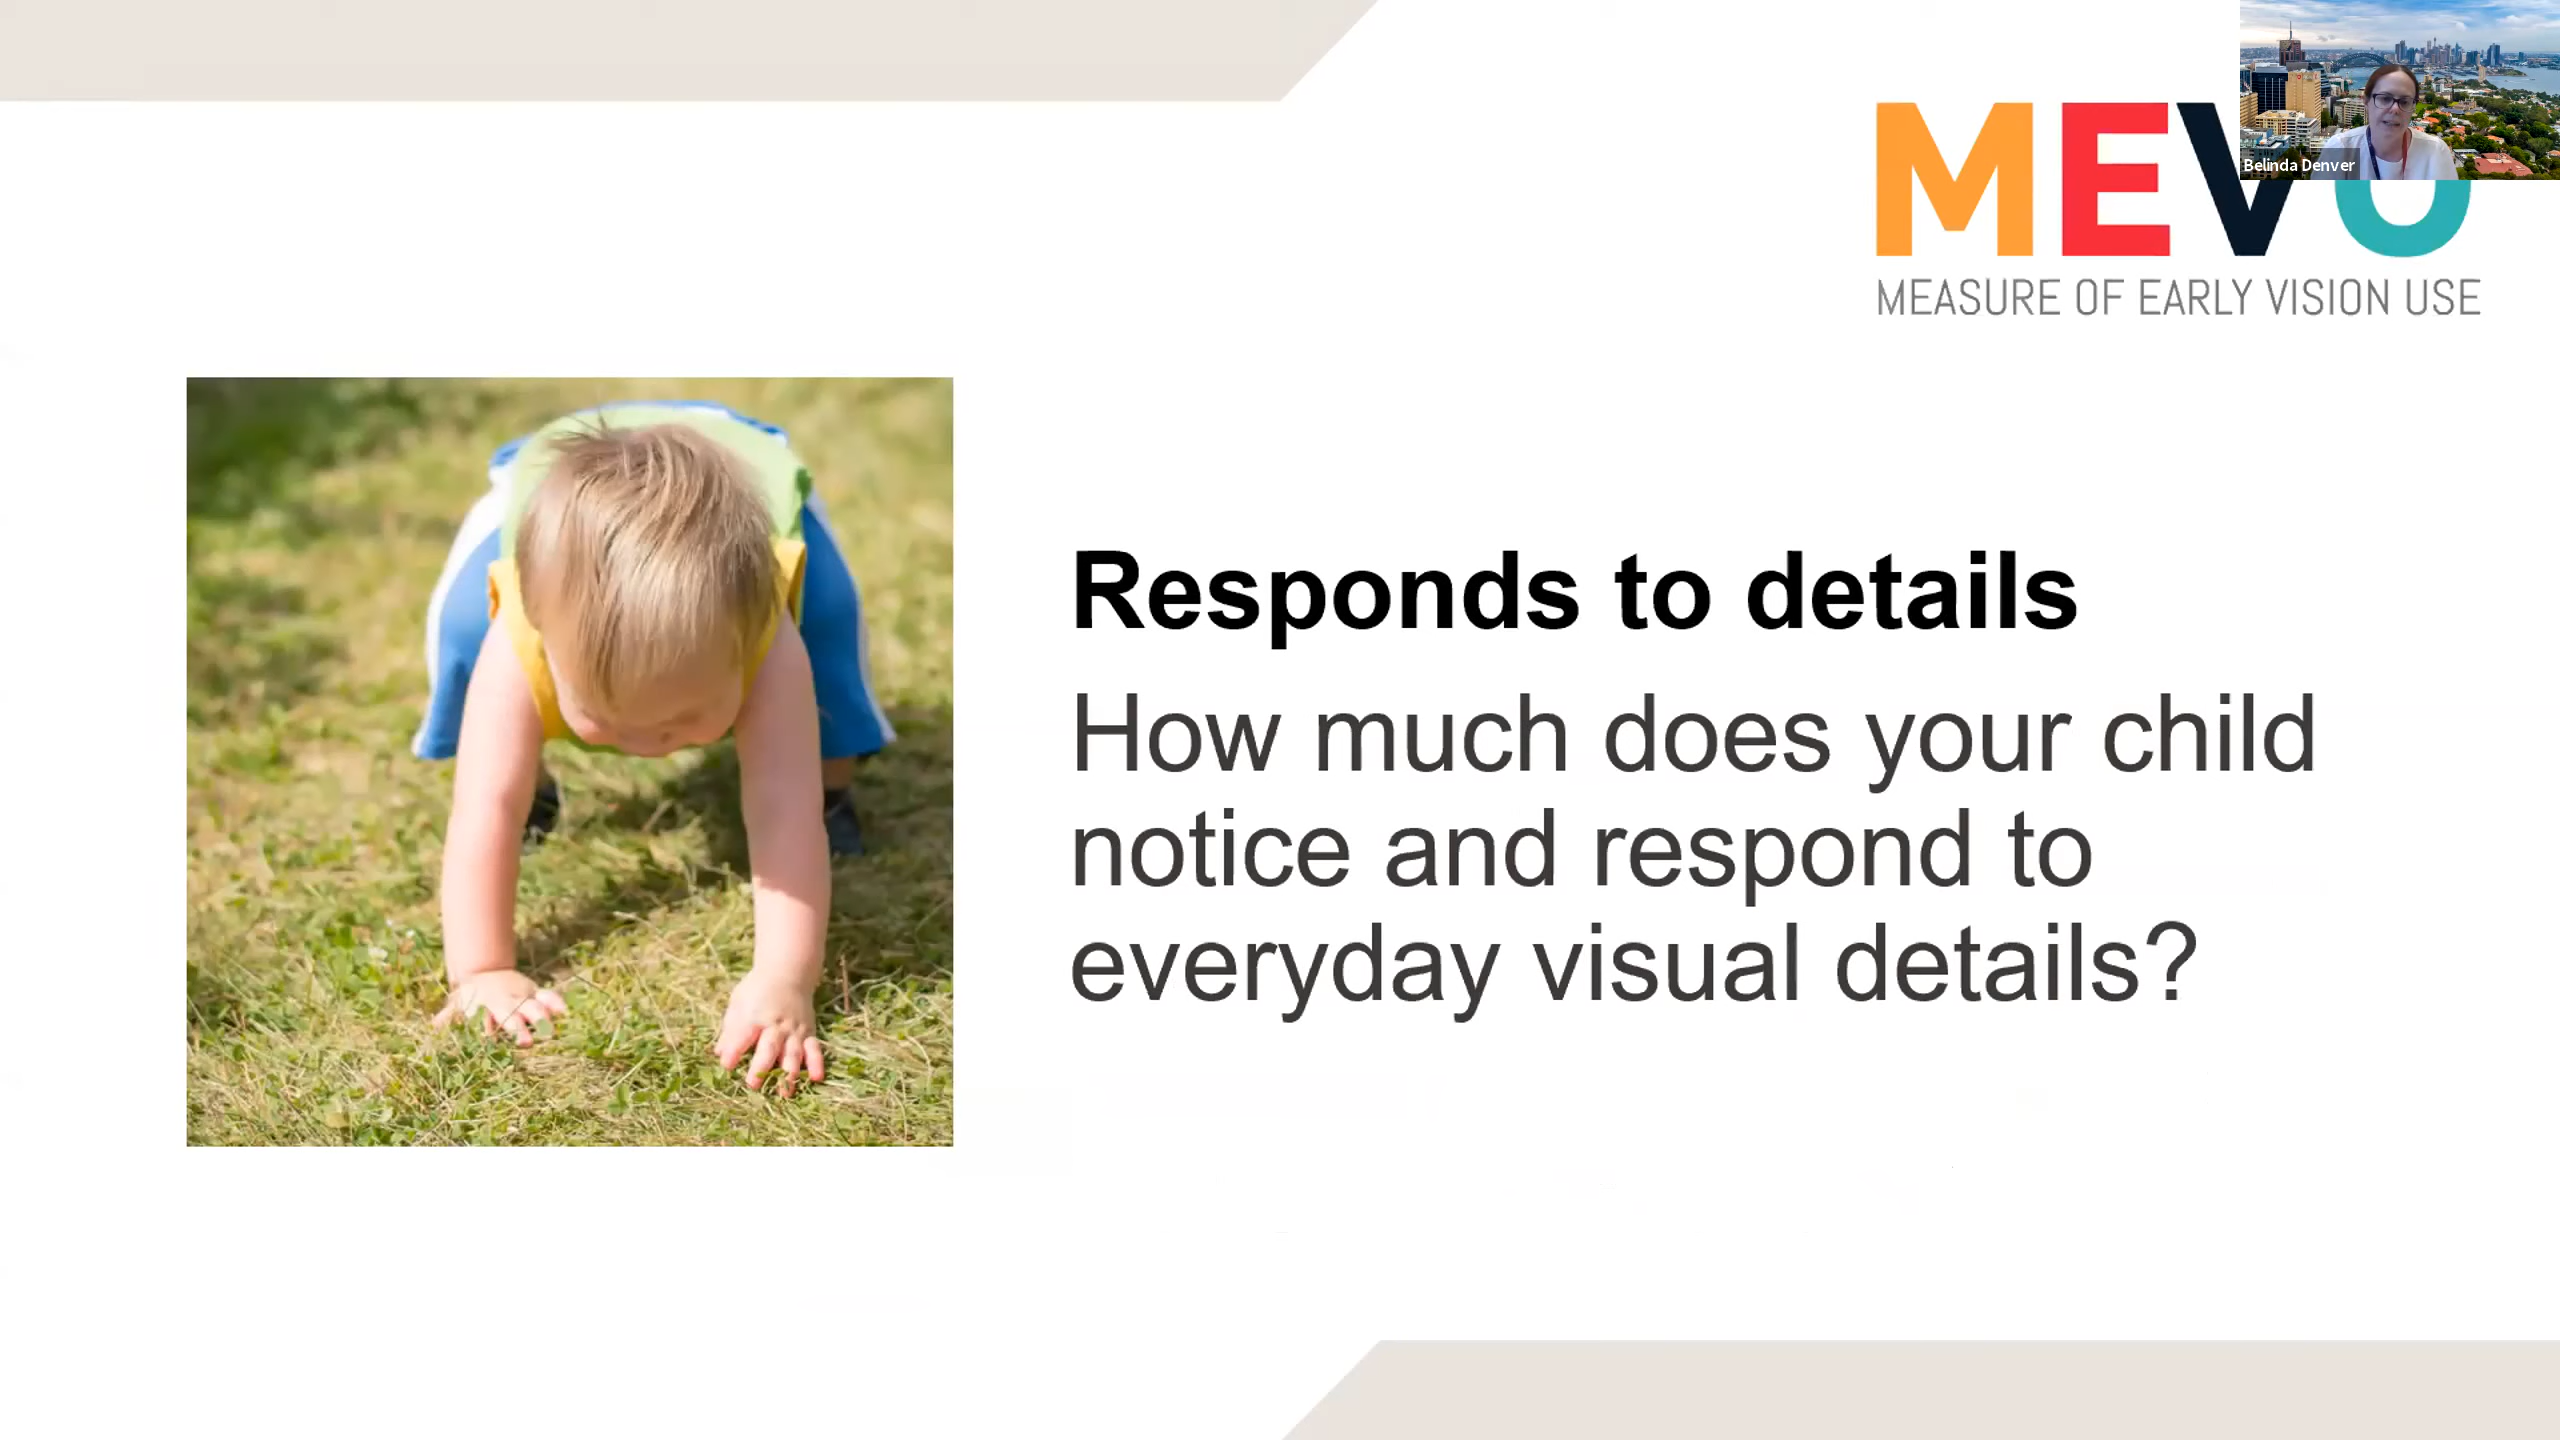 MEVU
MEASURE OF EARLY VISION USE
Belinda Denver
Responds to details
How much does your child
notice and respond to
everyday visual details?